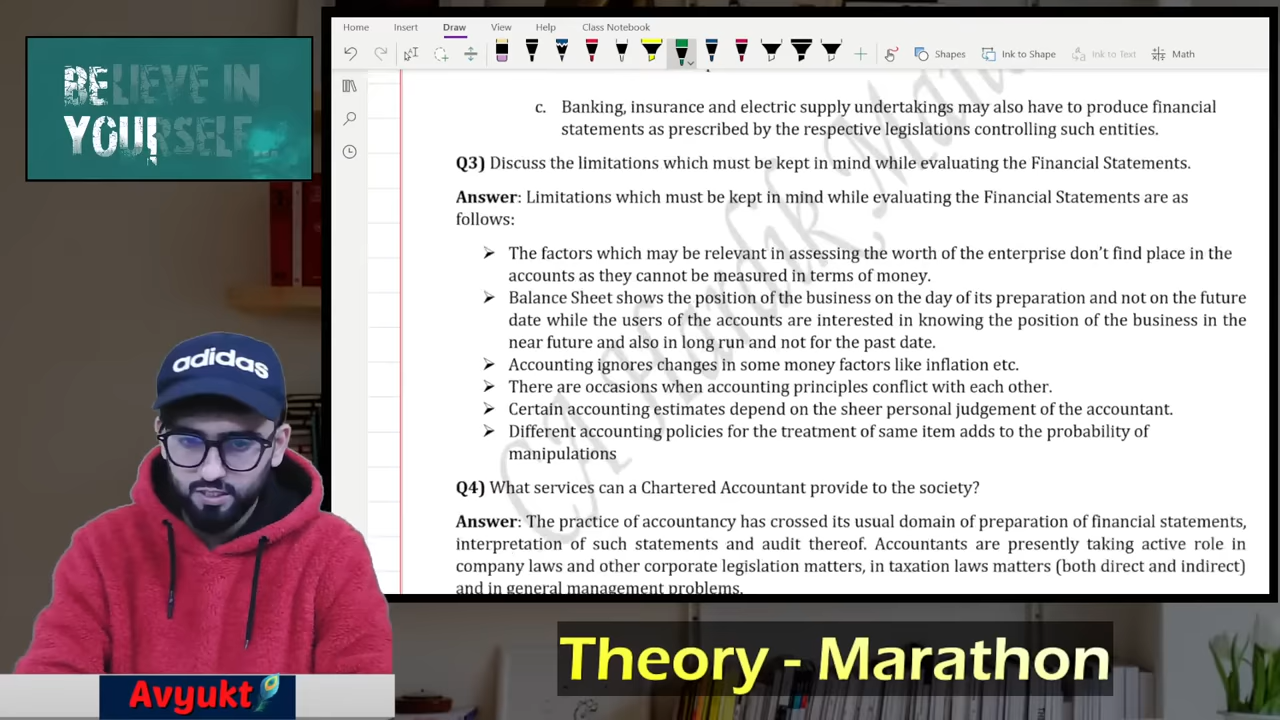 BELIEVE IN
YOURSELF
adidas
Avyukt
Home Insert Draw View Help Class Notebook
Shapes Ink to Shape Ink to Text Math
c. Banking, insurance and electric supply undertakings may also have to produce financial
statements as prescribed by the respective legislations controlling such entities.
Q3) Discuss the limitations which must be kept in mind while evaluating the Financial Statements.
Answer: Limitations which must be kept in mind while evaluating the Financial Statements are as
follows:
➢ The factors which may be relevant in assessing the worth of the enterprise don't find place in the
accounts as they cannot be measured in terms of money.
➢ Balance Sheet shows the position of the business on the day of its preparation and not on the future
date while the users of the accounts are interested in knowing the position of the business in the
near future and also in long run and not for the past date.
➢ Accounting ignores changes in some money factors like inflation etc.
➢ There are occasions when accounting principles conflict with each other.
➢ Certain accounting estimates depend on the sheer personal judgement of the accountant.
➢ Different accounting policies for the treatment of same item adds to the probability of
manipulations
Q4) What services can a Chartered Accountant provide to the society?
Answer: The practice of accountancy has crossed its usual domain of preparation of financial statements,
interpretation of such statements and audit thereof. Accountants are presently taking active role in
company laws and other corporate legislation matters, in taxation laws matters (both direct and indirect)
and in general management problems.
CA Hardik
Theory - Marathon